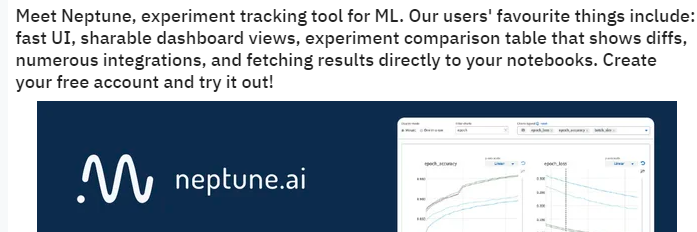 Meet Neptune, experiment tracking tool for ML. Our users' favourite things include:
fast UI, sharable dashboard views, experiment comparison table that shows diffs,
numerous integrations, and fetching results directly to your notebooks. Create
your free account and try it out!
neptune.ai
epoch_accuracy
epoch_loss